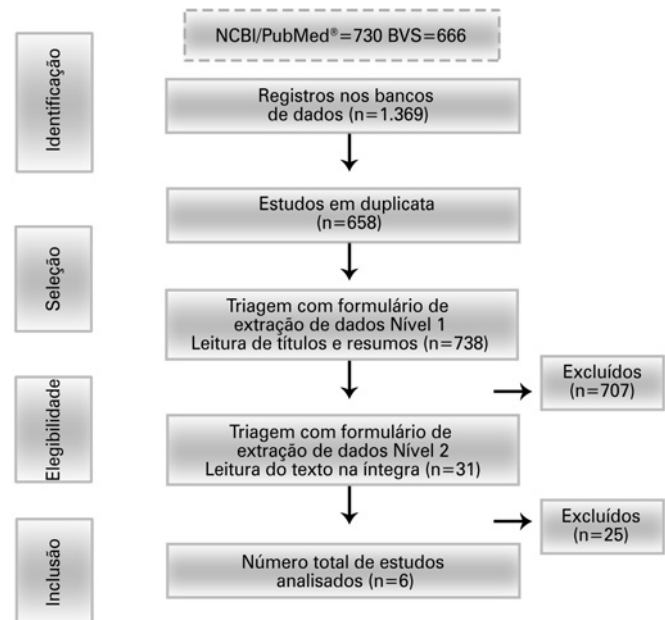 NCBI/PubMed®=730 BVS=666
Identificação
Registros nos bancos
de dados (n=1.369)
Estudos em duplicata
(n=658)
Seleção
Triagem com formulário de
extração de dados Nível 1
Leitura de títulos e resumos (n=738)
Excluídos
(n=707)
Elegibilidade
Triagem com formulário de
extração de dados Nível 2
Leitura do texto na íntegra (n=31)
Excluídos
(n=25)
Inclusão
Número total de estudos
analisados (n=6)